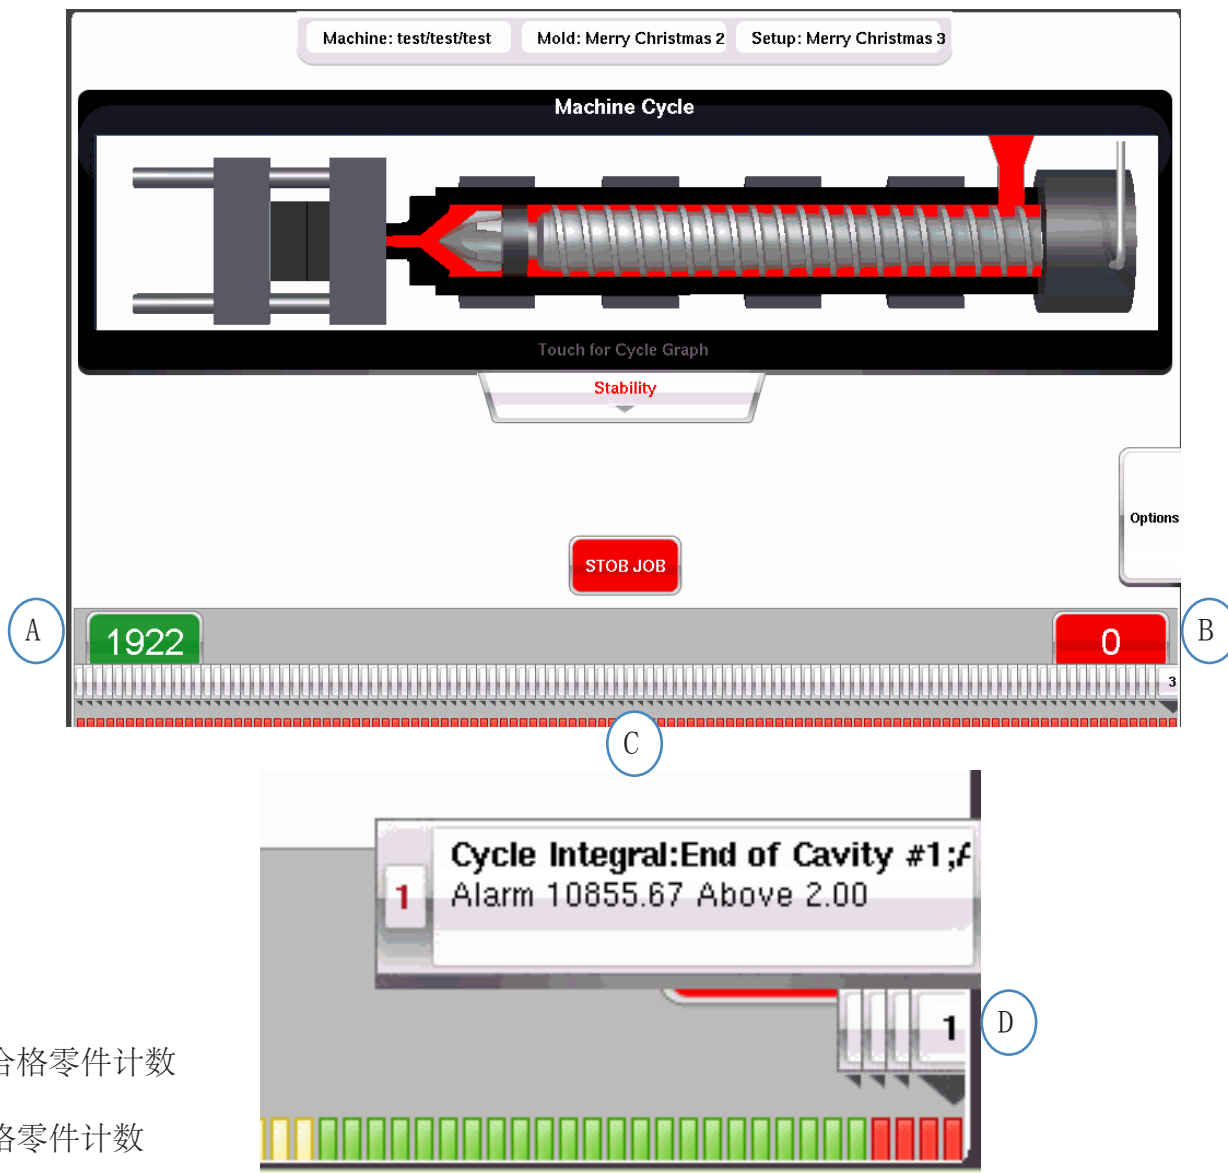 Machine: test/test/test
Mold: Merry Christmas 2
Setup: Merry Christmas 3
Machine Cycle
Touch for Cycle Graph
Stability
Options
STOB JOB
A
1922
0
B
3
C
Cycle Integral:End of Cavity #1;
1
Alarm 10855.67 Above 2.00
1
D
合格零件计数
格零件计数